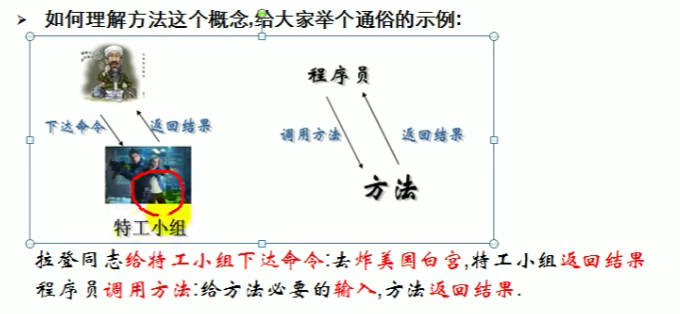 如何理解方法这个概念,给大家举个通俗的示例:
程序员
下达命令
返回结果
调用方法
返回结果
方法
特工小组
拉登同志给特工小组下达命令:去炸美国白宫,特工小组返回结果
程序员调用方法:给方法必要的输入,方法返回结果.